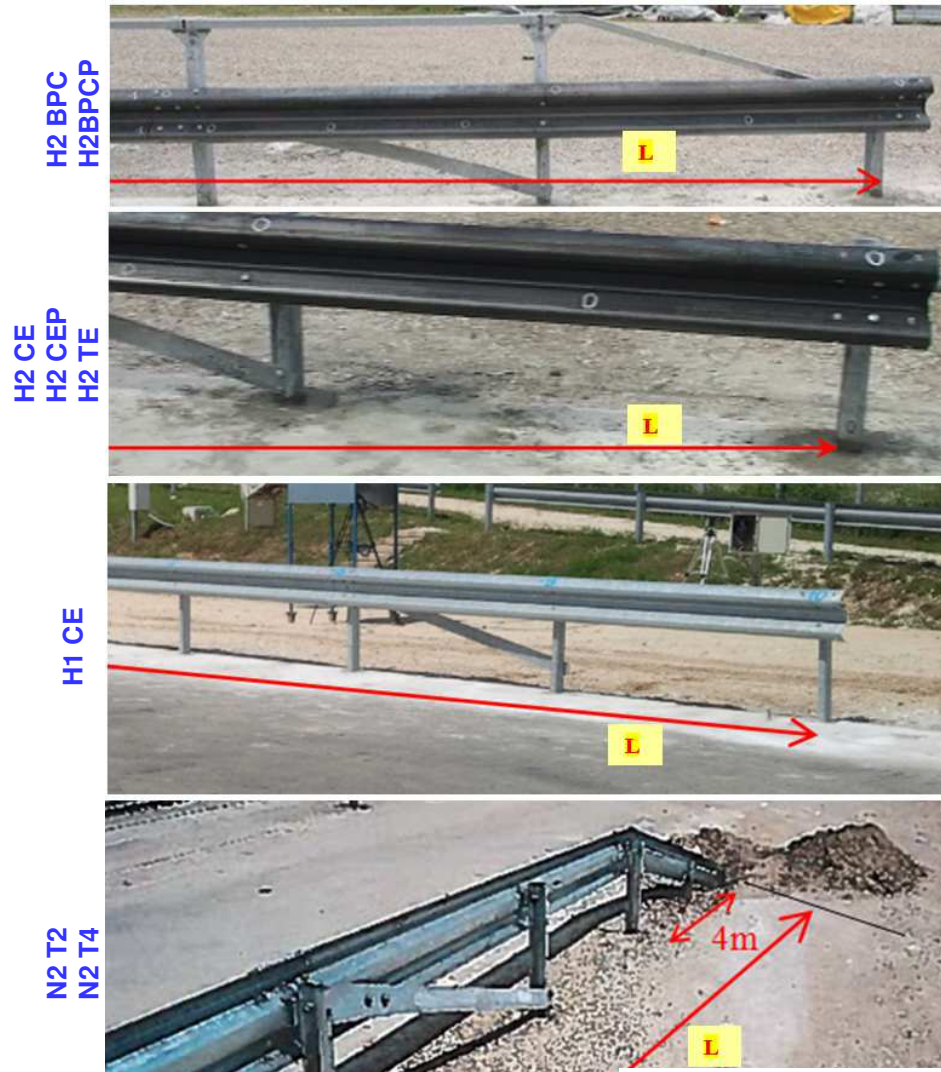 H2 BPC
H2BPCP
L
H2 CE
H2 CEP
H2 TE
L
H1 CE
L
N2 T2
N2 T4
4m
L